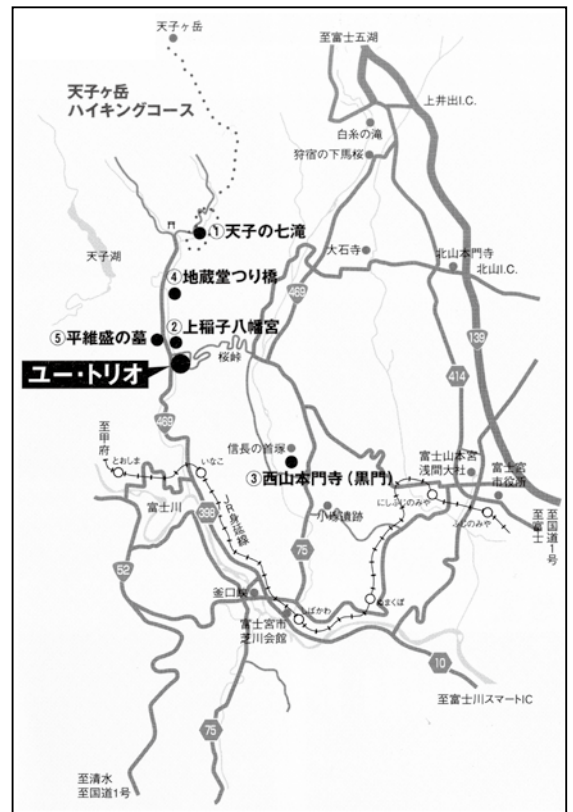 天子ヶ岳
至富士五湖
天子ヶ岳
ハイキングコース
上井出I.C.
白糸の滝
狩宿の下馬桜
①天子の七滝
大石寺
北山本門寺
北山I.C.
天子湖
④地蔵堂つり橋
469
139
⑤平維盛の墓
②上稲子八幡宮
桜峠
ユー・トリオ
414
469
至甲府
とおしま
いなこ
信長の首塚
③西山本門寺(黒門)
富士山本宮
浅間大社
富士宮
市役所
にしふじのみや
ふじのみや
至富士
至国道1号
富士川
398
JR身延線
小塚遺跡
75
52
釜口峡
しばかわ
ぬまくぼ
富士宮市
芝川会館
10
至富士川スマートIC
75
至清水
至国道1号